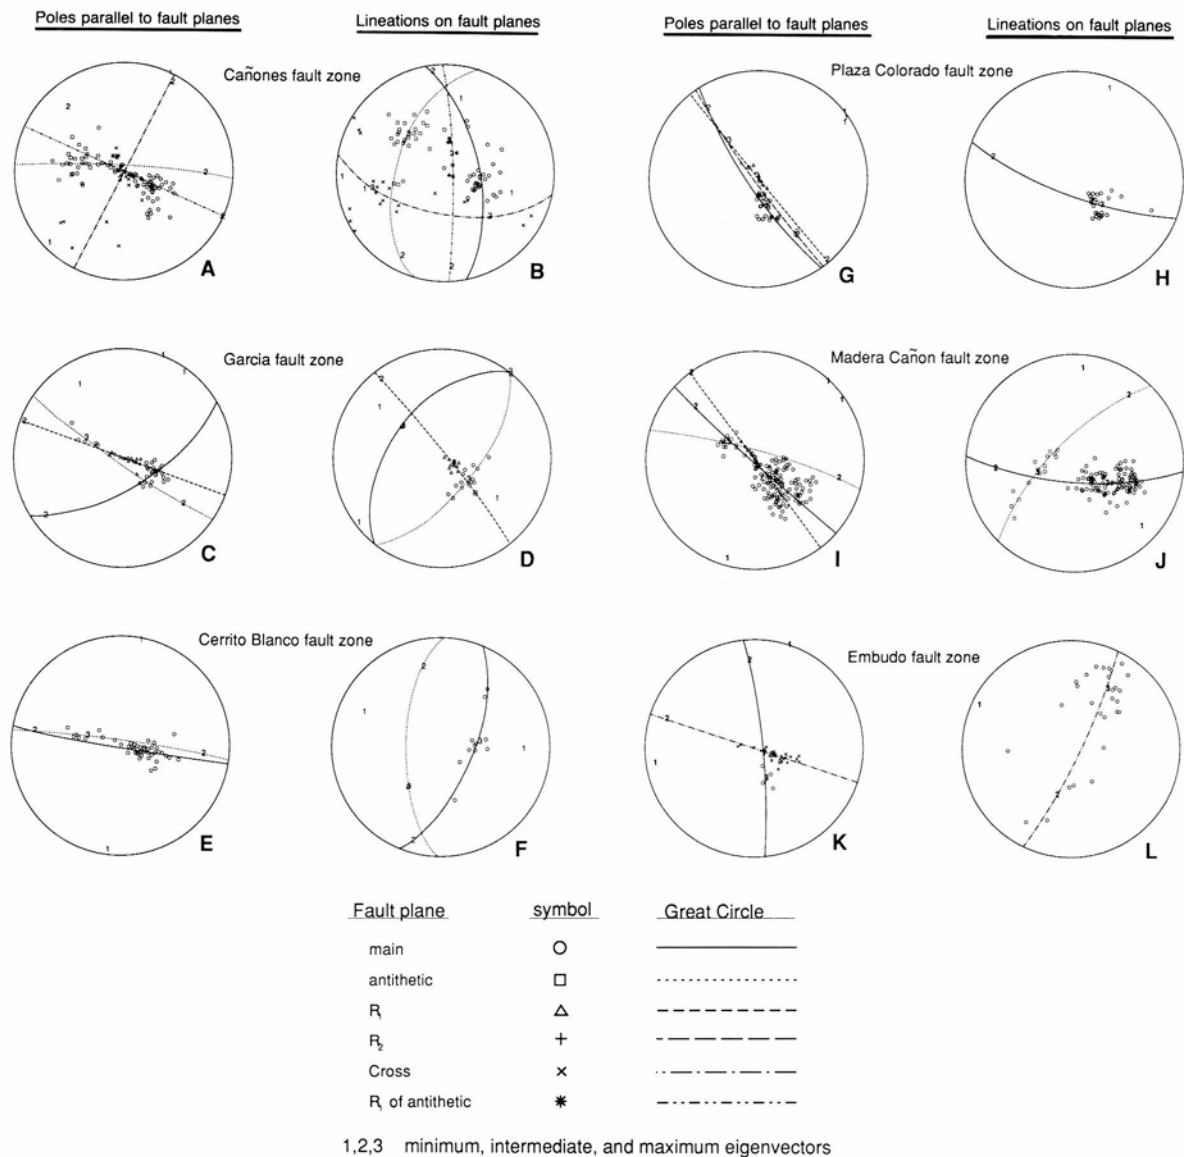 Poles parallel to fault planes
Lineations on fault planes
Poles parallel to fault planes
Lineations on fault planes
Cañones fault zone
Plaza Colorado fault zone
A
B
G
H
Garcia fault zone
Madera Cañon fault zone
C
D
I
J
Cerrito Blanco fault zone
Embudo fault zone
E
F
K
L
Fault plane symbol Great Circle
main
antithetic
R₁
R₂
Cross
R₁ of antithetic
1,2,3 minimum, intermediate, and maximum eigenvectors